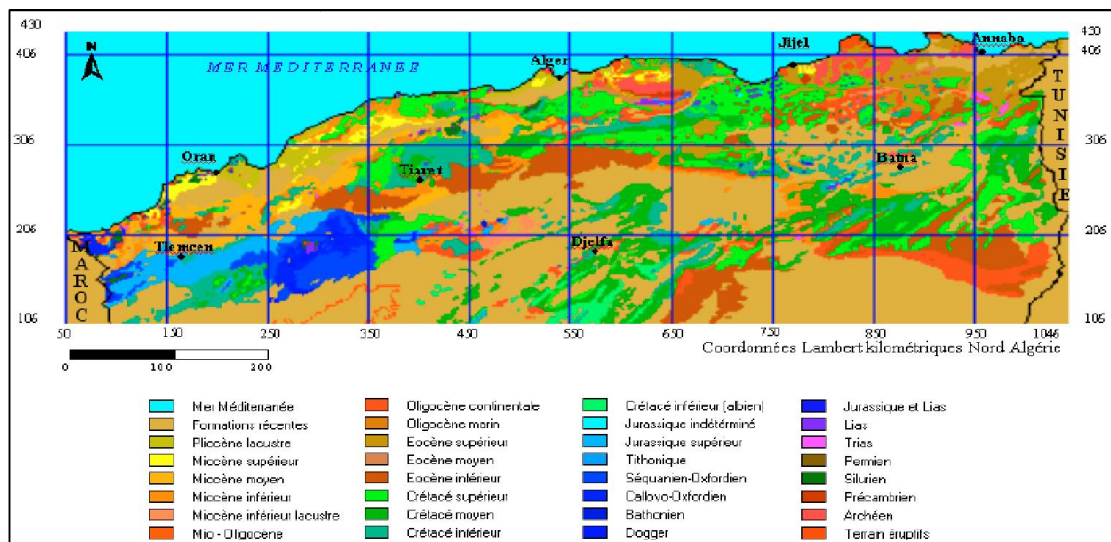 430
406
306
206
106
430
406
306
206
106
N
MER MEDITERRANEE
Alger
Jijel
Annaba
TUNISIE
Oran
Tiaret
Batna
Tlemcen
Djelfa
MAROC
50 150 250 350 450 550 650 750 850 950 1046
Coordonnées Lambert kilométriques Nord Algérie
0 100 200
Mer Méditerranée
Formations récentes
Pliocène lacustre
Miocène supérieur
Miocène moyen
Miocène inférieur
Miocène inférieur lacustre
Mio - Oligocène
Oligocène continentale
Oligocène marin
Eocène supérieur
Eocène moyen
Eocène inférieur
Crétacé supérieur
Crétacé moyen
Crétacé inférieur
Crétacé inférieur (albien)
Jurassique indéterminé
Jurassique supérieur
Tithonique
Séquanien-Oxfordien
Callovo-Oxfordien
Bathonien
Dogger
Jurassique et Lias
Lias
Trias
Permien
Silurien
Précambrien
Archéen
Terrain éruptifs